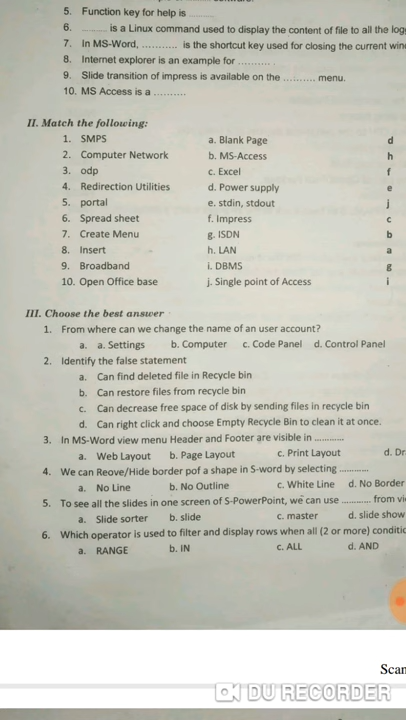 5. Function key for help is ........
6. ........ is a Linux command used to display the content of file to all the
7. In MS-Word, ........... is the shortcut key used for closing the current
8. Internet explorer is an example for ..........
9. Slide transition of impress is available on the .......... menu.
10. MS Access is a ..........
II. Match the following:
1. SMPS a. Blank Page d
2. Computer Network b. MS-Access h
3. odp c. Excel f
4. Redirection Utilities d. Power supply e
5. portal e. stdin, stdout j
6. Spread sheet f. Impress c
7. Create Menu g. ISDN b
8. Insert h. LAN a
9. Broadband i. DBMS g
10. Open Office base j. Single point of Access i
III. Choose the best answer
1. From where can we change the name of an user account?
a. a. Settings b. Computer c. Code Panel d. Control Panel
2. Identify the false statement
a. Can find deleted file in Recycle bin
b. Can restore files from recycle bin
c. Can decrease free space of disk by sending files in recycle bin
d. Can right click and choose Empty Recycle Bin to clean it at once.
3. In MS-Word view menu Header and Footer are visible in ............
a. Web Layout b. Page Layout c. Print Layout d. Dr
4. We can Reove/Hide border pof a shape in S-word by selecting ............
a. No Line b. No Outline c. White Line d. No Border
5. To see all the slides in one screen of S-PowerPoint, we can use ............ from
a. Slide sorter b. slide c. master d. slide show
6. Which operator is used to filter and display rows when all (2 or more)
a. RANGE b. IN c. ALL d. AND
Scan
DU RECORDER